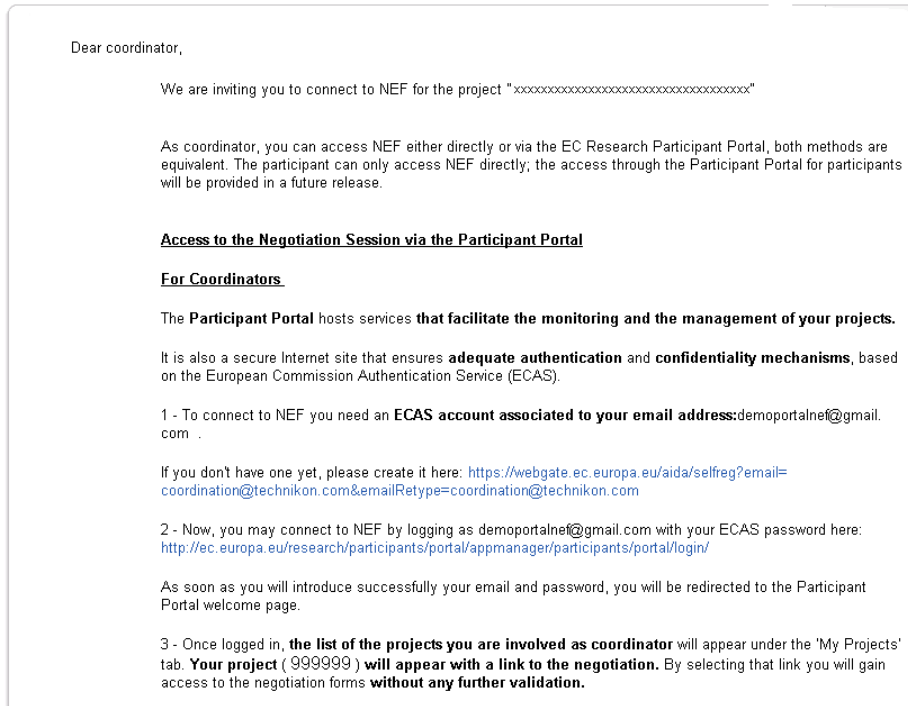 Dear coordinator,
We are inviting you to connect to NEF for the project "xxxxxxxxxxxxxxxxxxxxxxxxxxxxxxxxxxx"
As coordinator, you can access NEF either directly or via the EC Research Participant Portal, both methods are
equivalent. The participant can only access NEF directly; the access through the Participant Portal for participants
will be provided in a future release.
Access to the Negotiation Session via the Participant Portal
For Coordinators
The Participant Portal hosts services that facilitate the monitoring and the management of your projects.
It is also a secure Internet site that ensures adequate authentication and confidentiality mechanisms, based
on the European Commission Authentication Service (ECAS).
1 - To connect to NEF you need an ECAS account associated to your email address:demoportalnef@gmail.
com .
If you don't have one yet, please create it here: https://webgate.ec.europa.eu/aida/selfreg?email=
coordination@technikon.com&emailRetype=coordination@technikon.com
2 - Now, you may connect to NEF by logging as demoportalnef@gmail.com with your ECAS password here:
http://ec.europa.eu/research/participants/portal/appmanager/participants/portal/login/
As soon as you will introduce successfully your email and password, you will be redirected to the Participant
Portal welcome page.
3 - Once logged in, the list of the projects you are involved as coordinator will appear under the 'My Projects'
tab. Your project ( 999999 ) will appear with a link to the negotiation. By selecting that link you will gain
access to the negotiation forms without any further validation.